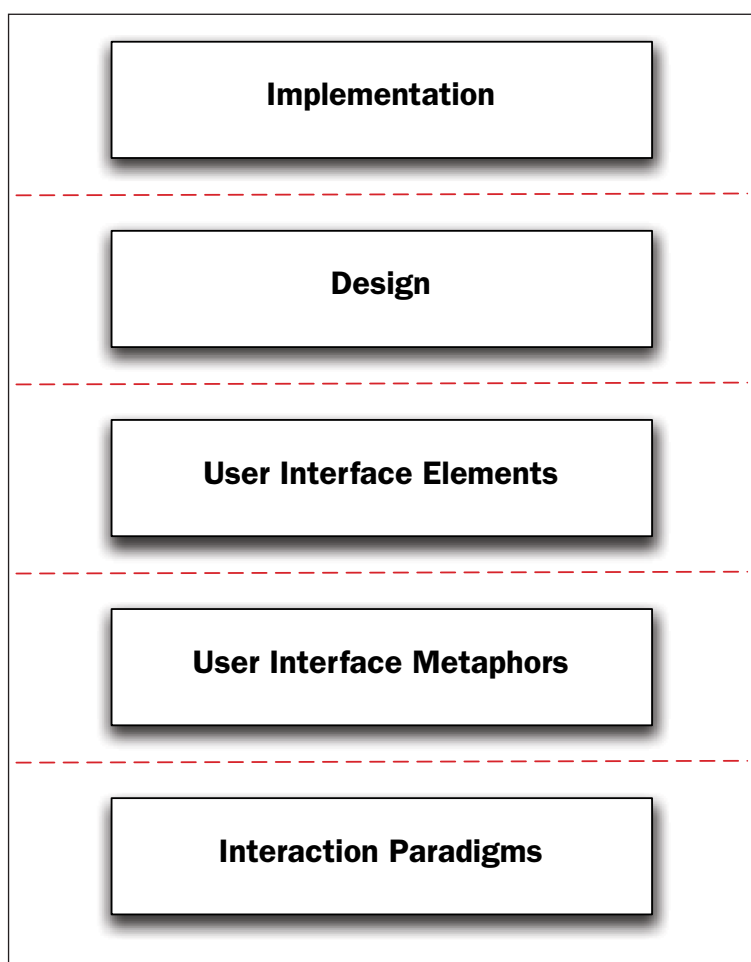 Implementation
Design
User Interface Elements
User Interface Metaphors
Interaction Paradigms